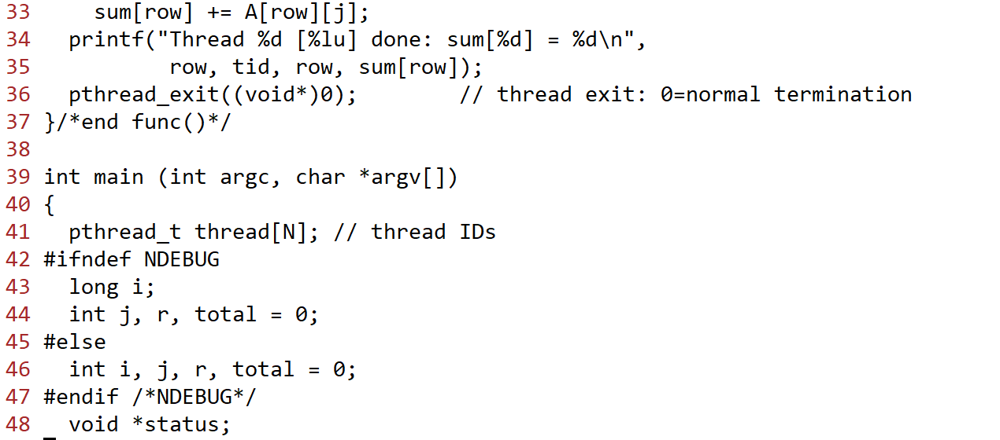 33     sum[row] += A[row][j];
34   printf("Thread %d [%lu] done: sum[%d] = %d\n",
35           row, tid, row, sum[row]);
36   pthread_exit((void*)0);        // thread exit: 0=normal termination
37 }/*end func()*/
38
39 int main (int argc, char *argv[])
40 {
41   pthread_t thread[N]; // thread IDs
42 #ifndef NDEBUG
43   long i;
44   int j, r, total = 0;
45 #else
46   int i, j, r, total = 0;
47 #endif /*NDEBUG*/
48   void *status;